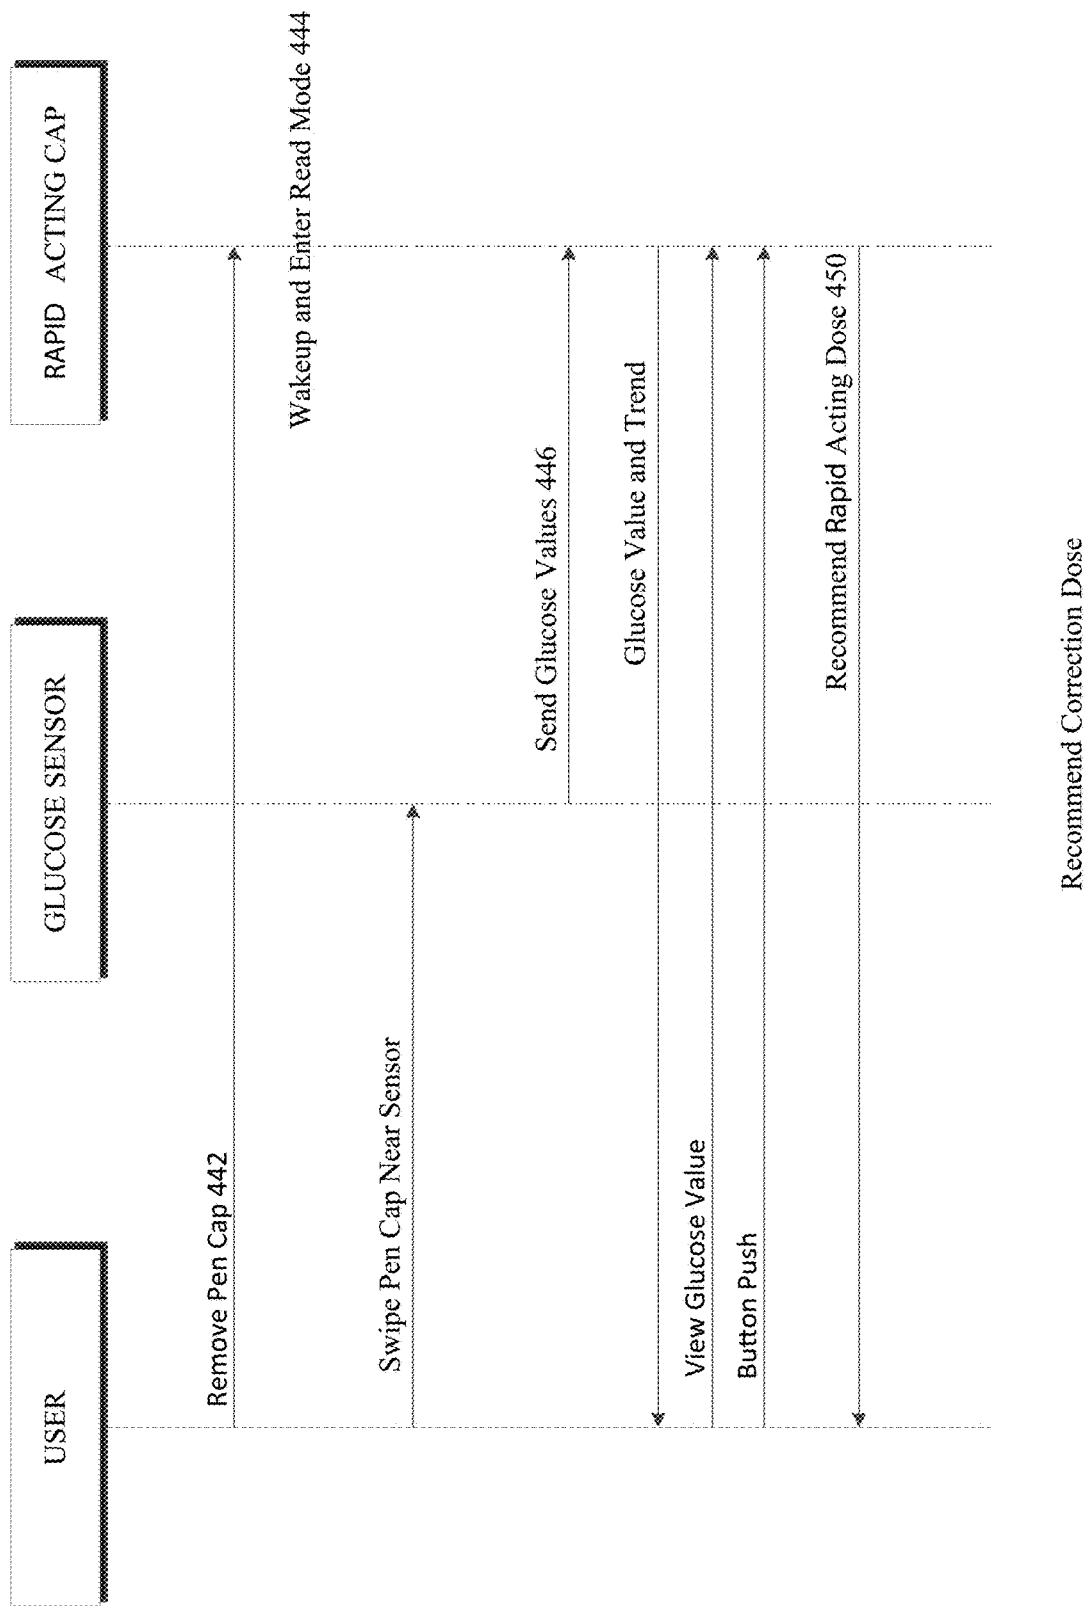 USER
GLUCOSE SENSOR
RAPID ACTING CAP
Remove Pen Cap 442
Wakeup and Enter Read Mode 444
Swipe Pen Cap Near Sensor
Send Glucose Values 446
Glucose Value and Trend
View Glucose Value
Button Push
Recommend Rapid Acting Dose 450
Recommend Correction Dose